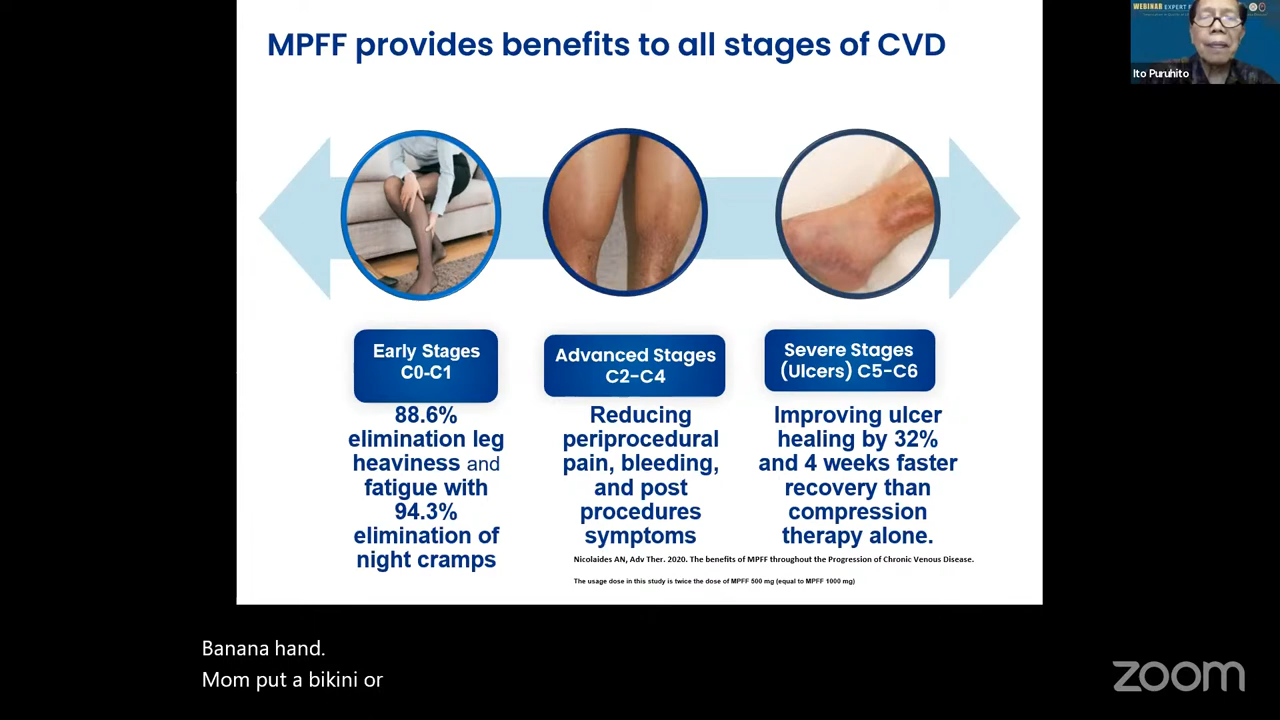 MPFF provides benefits to all stages of CVD
WEBINAR EXPERT
Ito Puruhito
Early Stages
C0-C1
88.6%
elimination leg
heaviness and
fatigue with
94.3%
elimination of
night cramps
Advanced Stages
C2-C4
Reducing
periprocedural
pain, bleeding,
and post
procedures
symptoms
Severe Stages
(Ulcers) C5-C6
Improving ulcer
healing by 32%
and 4 weeks faster
recovery than
compression
therapy alone.
Nicolaides AN, Adv Ther. 2020. The benefits of MPFF throughout the Progression of Chronic Venous Disease.
The usage dose in this study is twice the dose of MPFF 500 mg (equal to MPFF 1000 mg)
Banana hand.
Mom put a bikini or
zoom